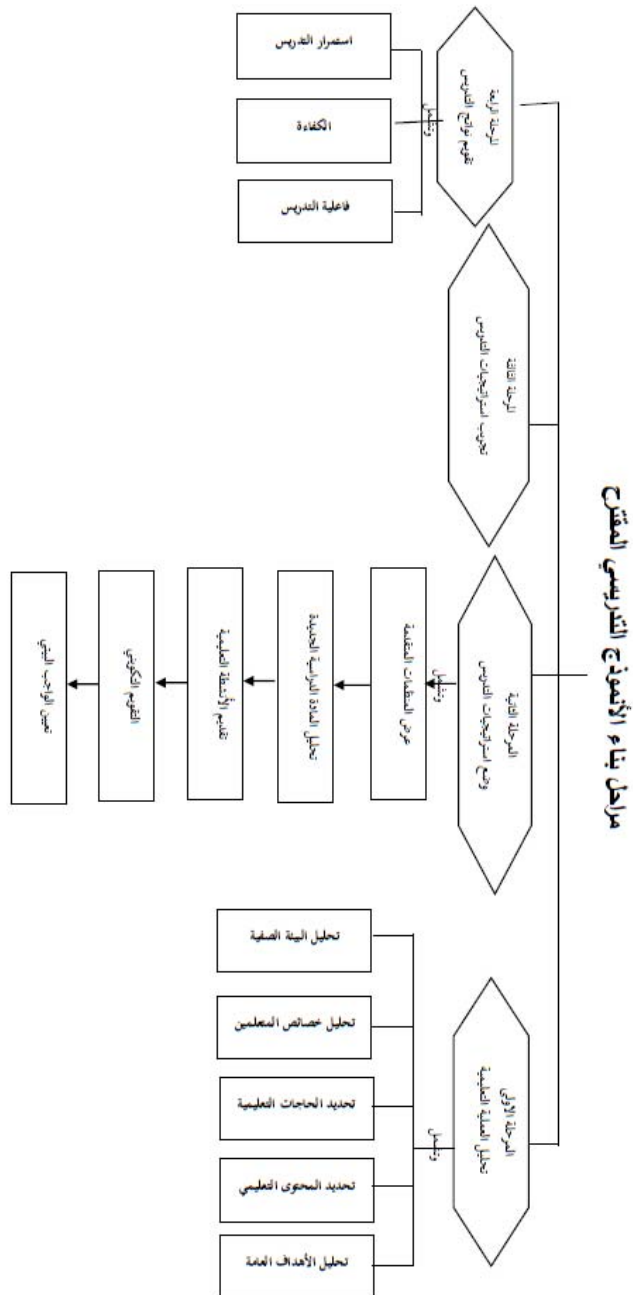 مراحل بناء الأنموذج التدريسي المقترح
المرحلة الاولى
تحليل العملية التعليمية
وتشمل
تحليل الأهداف العامة
تحديد المحتوى التعليمي
تحديد الحاجات التعليمية
تحليل خصائص المتعلمين
تحليل البيئة الصفية
المرحلة الثانية
وضع استراتيجيات التدريس
وتشمل
عرض المنظمات المتقدمة
تحليل المادة الدراسية الجديدة
تقديم الأنشطة التعليمية
التقويم التكويني
تعيين الواجب البيتي
المرحلة الثالثة
تجريب استراتيجيات التدريس
المرحلة الرابعة
تقويم نواتج التدريس
وتشمل
فاعلية التدريس
الكفاءة
استمرار التدريس